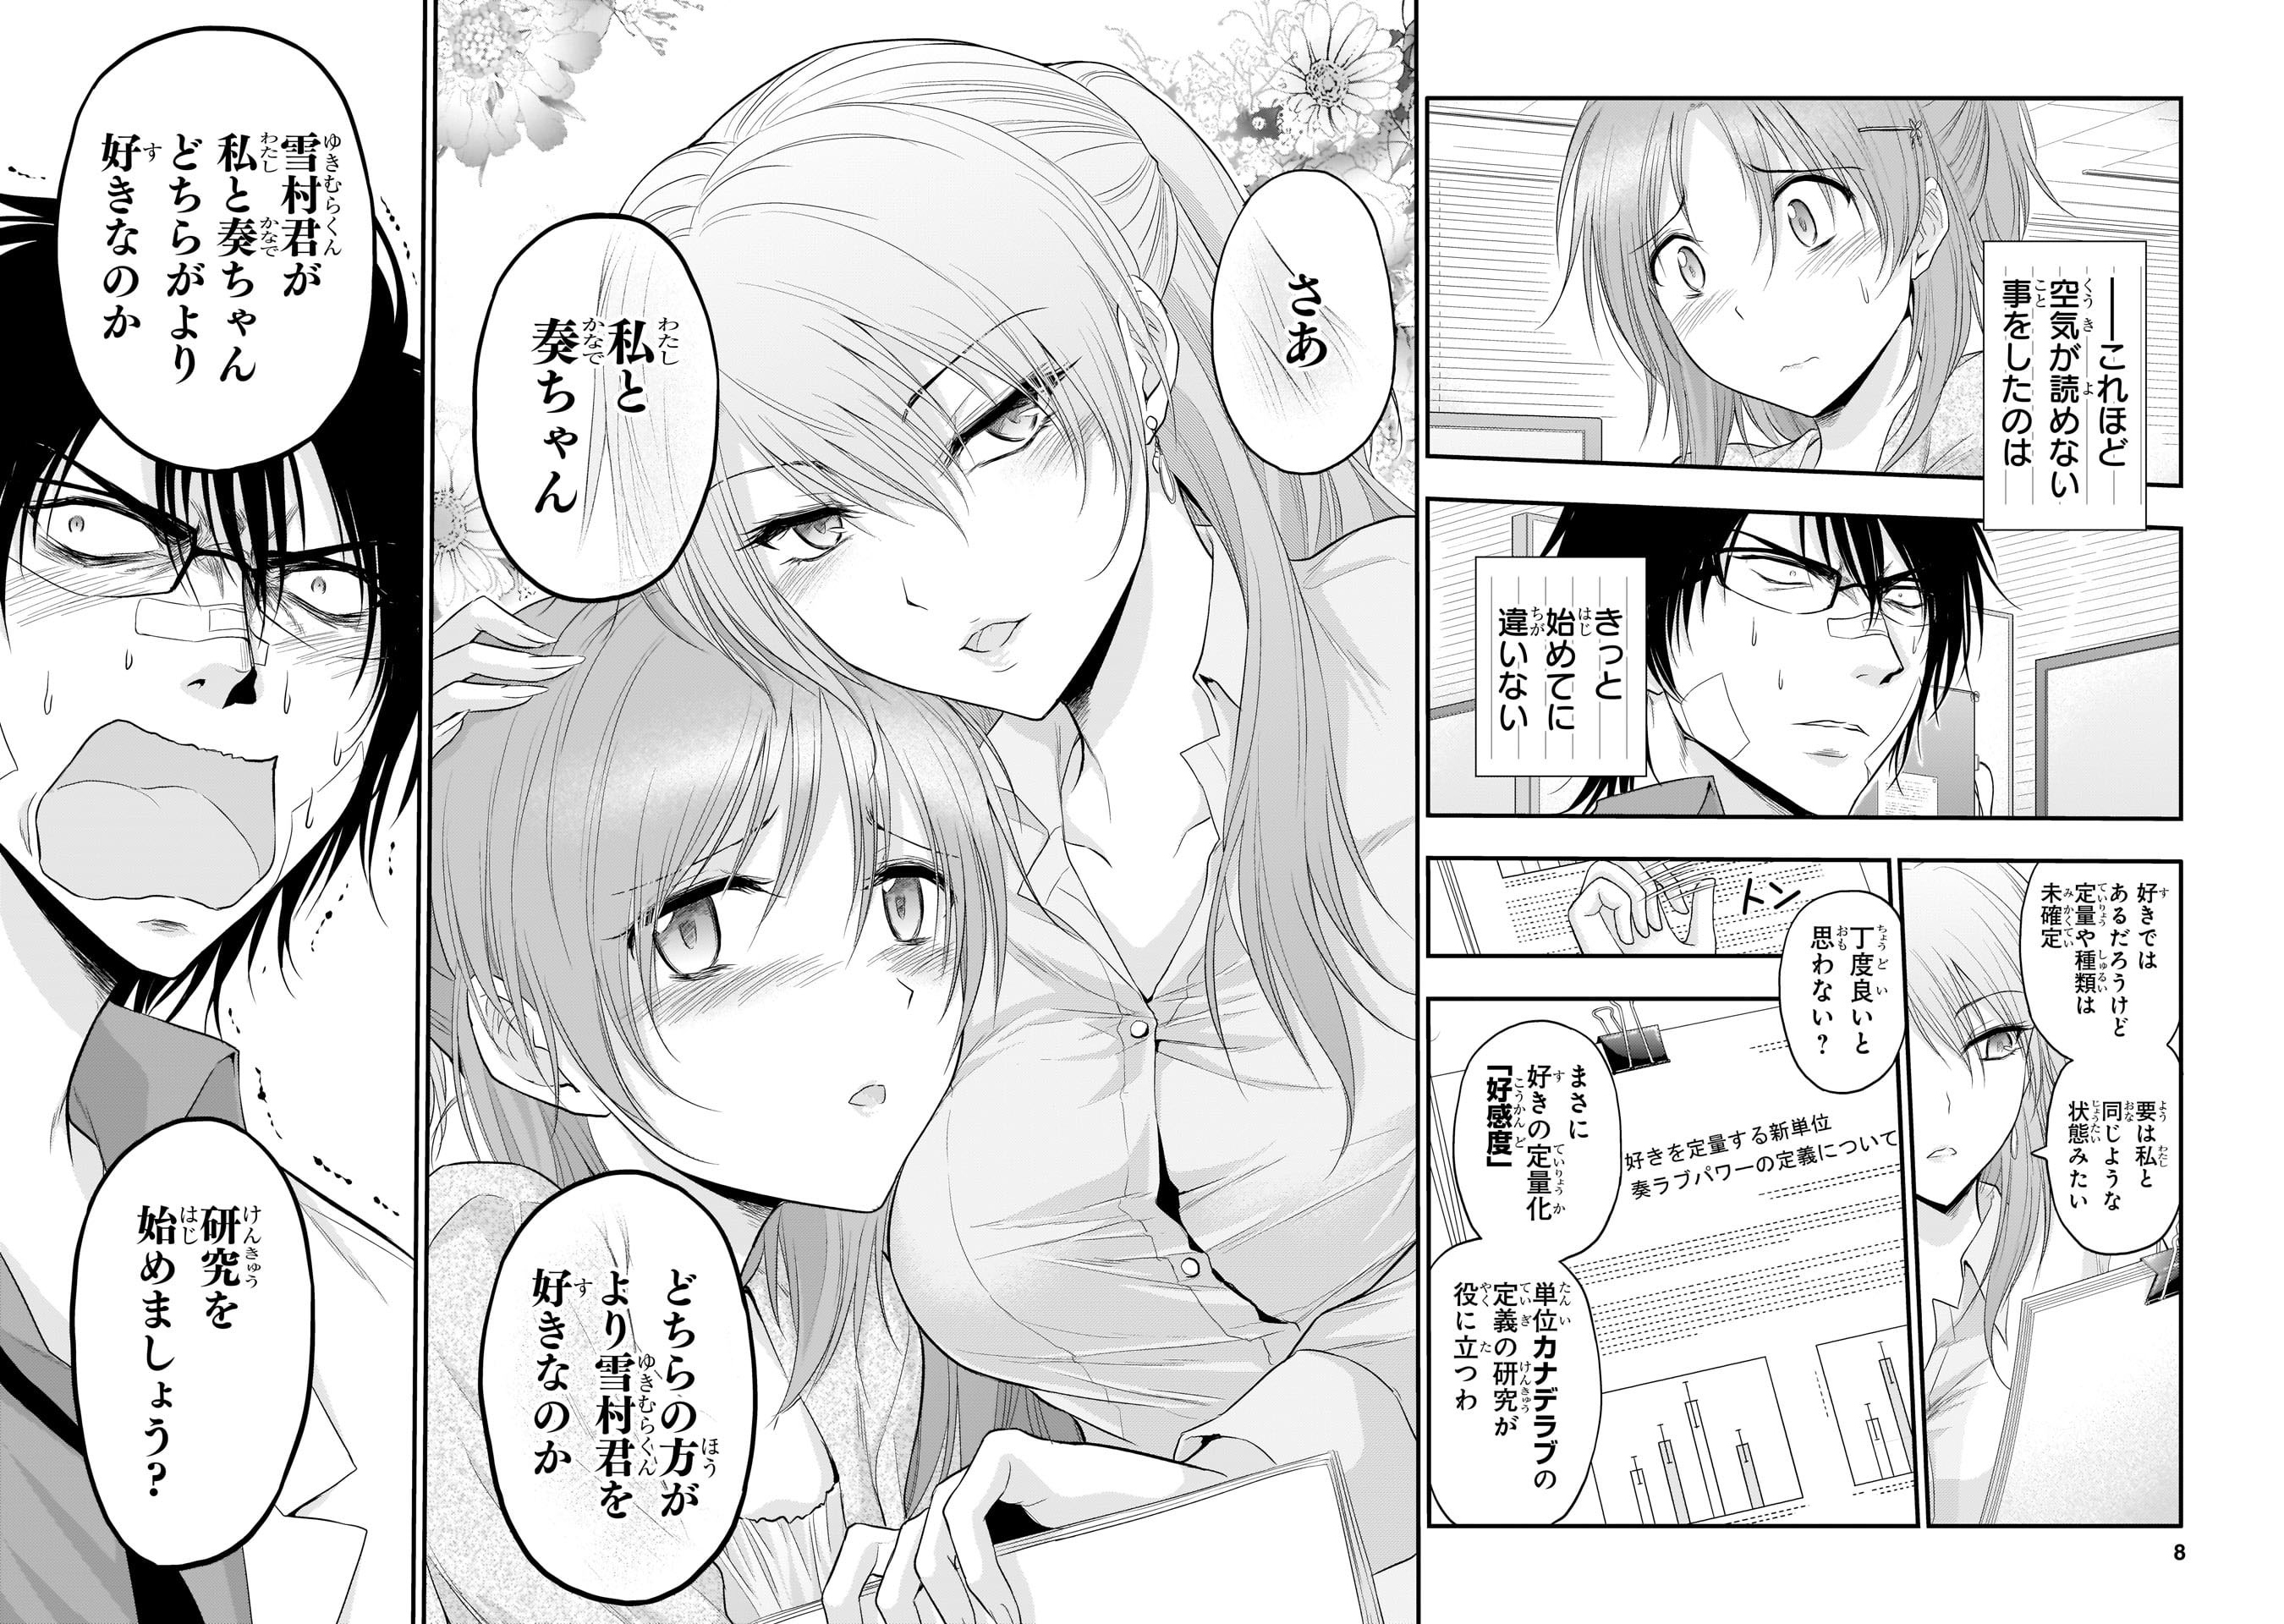 ――これほど
空気が読めない
事をしたのは
きっと
始めてに
違いない
好きでは
あるだろうけど
定量や種類は
未確定
要は私と
同じような
状態みたい
丁度良いと
思わない?
トン
まさに
好きの定量化
「好感度」
好きを定量する新単位
奏ラブパワーの定義について
単位カナデラブの
定義の研究が
役に立つわ
8
さあ
私と
奏ちゃん
どちらの方が
より雪村君を
好きなのか
雪村君が
私と奏ちゃん
どちらがより
好きなのか
研究を
始めましょう?